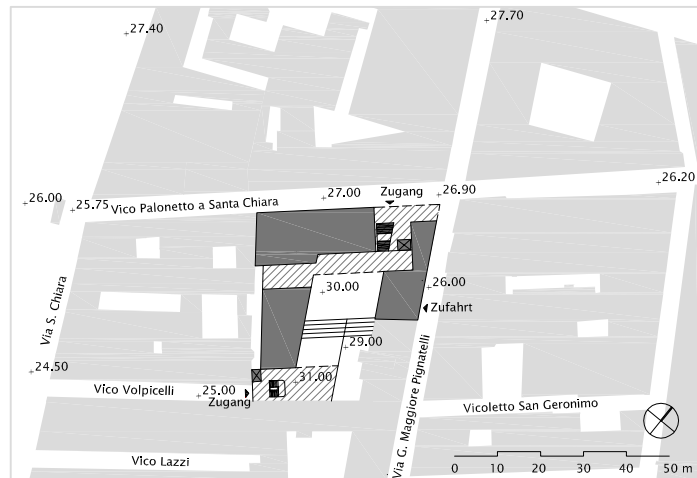 +27.40
+27.70
+26.20
+26.00
+25.75
Vico Palonetto a Santa Chiara
+27.00
Zugang
+26.90
Via S. Chiara
+30.00
+26.00
Zufahrt
+29.00
Via G. Maggiore Pignatelli
+24.50
Vico Volpicelli
+25.00
Zugang
+31.00
Vicoletto San Geronimo
Vico Lazzi
0 10 20 30 40 50 m